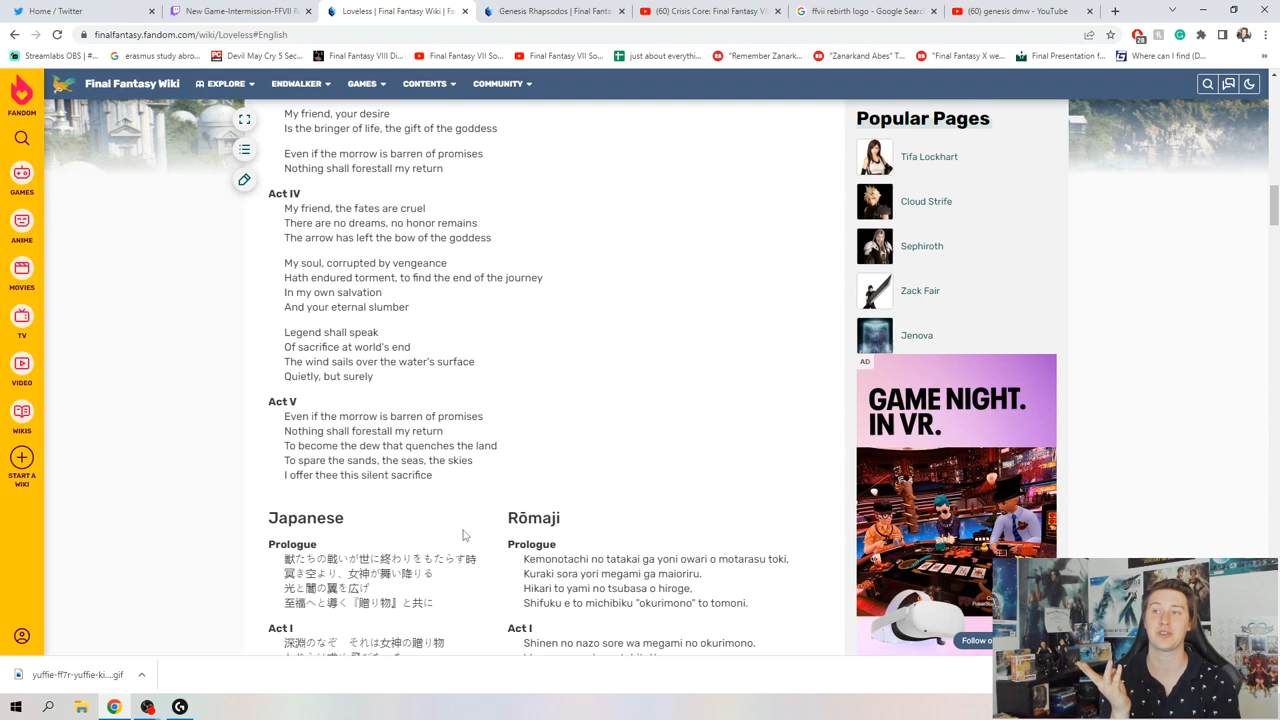 Home / Twitter
New Game-Intermission-FFVII R
Loveless | Final Fantasy Wiki | Fa
Genesis Rhapsodos | Final Fanta
(60) Crisis Core: Final Fantasy VI
ffvii rebirth logo - Google Search
(60) genesis dmw - YouTube
finalfantasy.fandom.com/wiki/Loveless#English
28
Streamlabs OBS | #...
erasmus study abro...
Devil May Cry 5 Sec...
Final Fantasy VIII Di...
Final Fantasy VII So...
Final Fantasy VII So...
just about everythi...
"Remember Zanark...
"Zanarkand Abes" T...
"Final Fantasy X we...
Final Presentation f...
Where can I find (D...
FANDOM
Final Fantasy Wiki
EXPLORE
ENDWALKER
GAMES
CONTENTS
COMMUNITY
GAMES
ANIME
MOVIES
TV
VIDEO
WIKIS
START A
WIKI
My friend, your desire
Is the bringer of life, the gift of the goddess
Even if the morrow is barren of promises
Nothing shall forestall my return
Act IV
My friend, the fates are cruel
There are no dreams, no honor remains
The arrow has left the bow of the goddess
My soul, corrupted by vengeance
Hath endured torment, to find the end of the journey
In my own salvation
And your eternal slumber
Legend shall speak
Of sacrifice at world's end
The wind sails over the water's surface
Quietly, but surely
Act V
Even if the morrow is barren of promises
Nothing shall forestall my return
To become the dew that quenches the land
To spare the sands, the seas, the skies
I offer thee this silent sacrifice
Japanese
Prologue
獣たちの戦いが世に終わりをもたらす時
冥き空より、女神が舞い降りる
光と闇の翼を広げ
至福へと導く『贈り物』と共に
Act I
深淵のなぞ それは女神の贈り物
Rōmaji
Prologue
Kemonotachi no tatakai ga yoni owari o motarasu toki,
Kuraki sora yori megami ga maioriru.
Hikari to yami no tsubasa o hiroge,
Shifuku e to michibiku "okurimono" to tomoni.
Act I
Shinen no nazo sore wa megami no okurimono.
Popular Pages
Tifa Lockhart
Cloud Strife
Sephiroth
Zack Fair
Jenova
AD
GAME NIGHT.
IN VR.
Follow o
yuffie-ff7r-yuffie-ki....gif